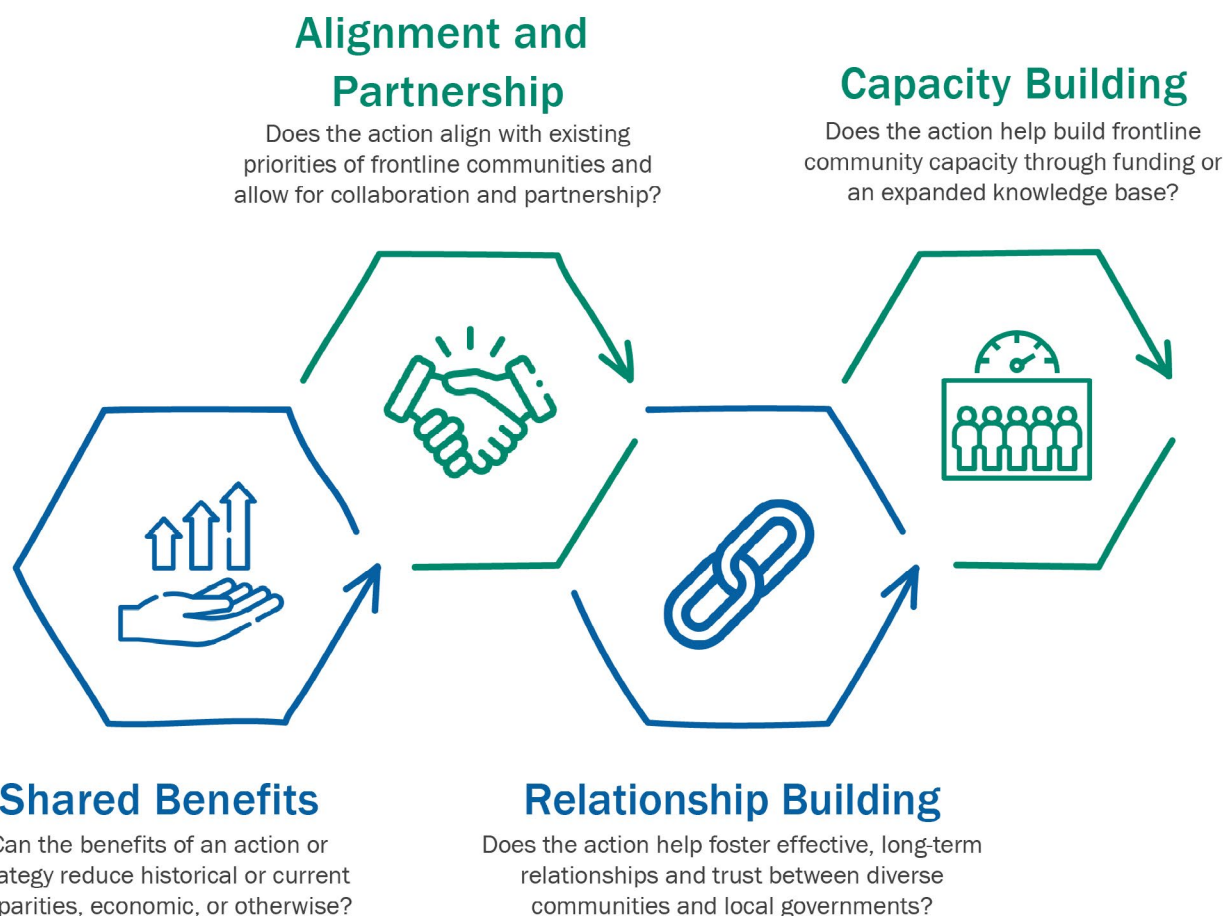 Alignment and
Partnership
Does the action align with existing
priorities of frontline communities and
allow for collaboration and partnership?
Capacity Building
Does the action help build frontline
community capacity through funding or
an expanded knowledge base?
Shared Benefits
Can the benefits of an action or
ategy reduce historical or current
parities, economic, or otherwise?
Relationship Building
Does the action help foster effective, long-term
relationships and trust between diverse
communities and local governments?